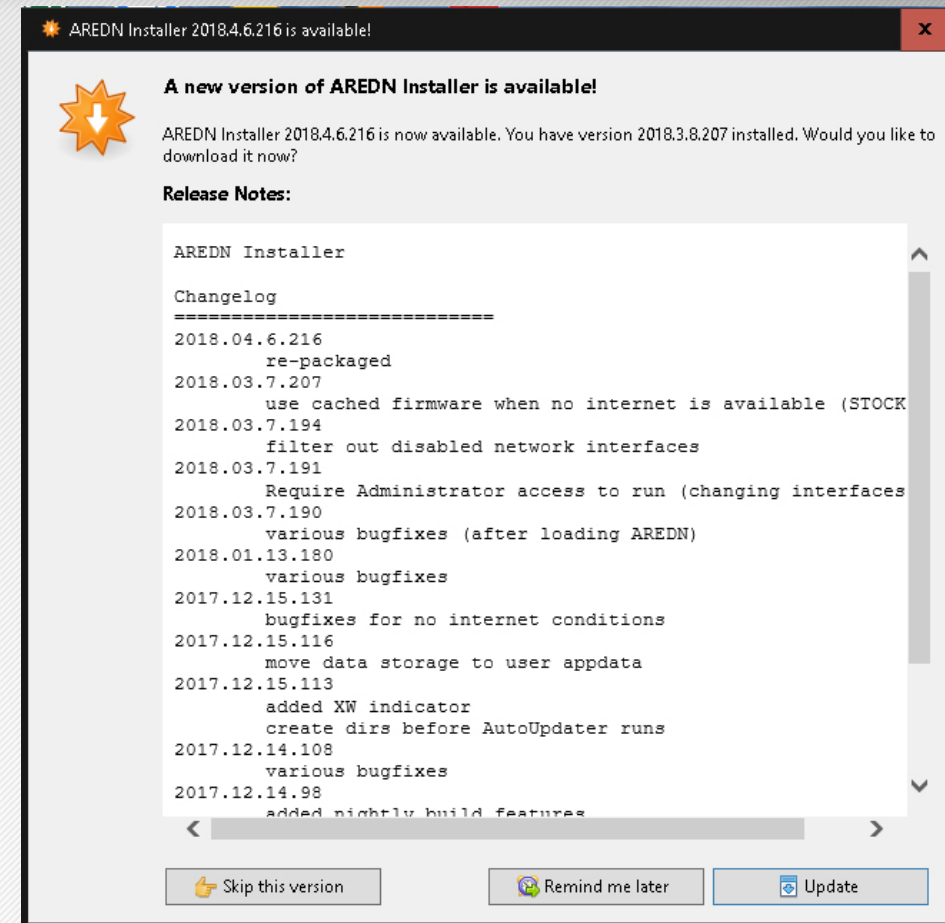 AREDN Installer 2018.4.6.216 is available!
A new version of AREDN Installer is available!
AREDN Installer 2018.4.6.216 is now available. You have version 2018.3.8.207 installed. Would you like to
download it now?
Release Notes:
AREDN Installer
Changelog
============================
2018.04.6.216
re-packaged
2018.03.7.207
use cached firmware when no internet is available (STOCK
2018.03.7.194
filter out disabled network interfaces
2018.03.7.191
Require Administrator access to run (changing interfaces
2018.03.7.190
various bugfixes (after loading AREDN)
2018.01.13.180
various bugfixes
2017.12.15.131
bugfixes for no internet conditions
2017.12.15.116
move data storage to user appdata
2017.12.15.113
added XW indicator
create dirs before AutoUpdater runs
2017.12.14.108
various bugfixes
2017.12.14.98
added nightly build features
Skip this version
Remind me later
Update